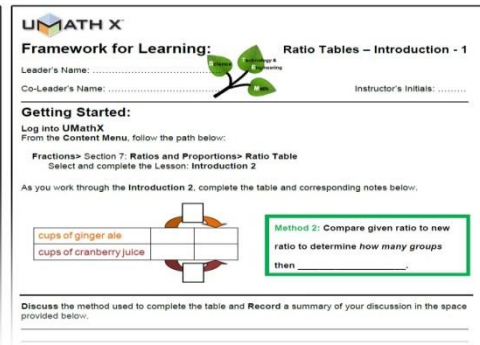 UMATH X
Framework for Learning:
Ratio Tables – Introduction - 1
Science
Technology &
Engineering
Math
Leader's Name: ...............................
Co-Leader's Name: ...............................
Instructor's Initials: .........
Getting Started:
Log into UMathX
From the Content Menu, follow the path below:
Fractions> Section 7: Ratios and Proportions> Ratio Table
Select and complete the Lesson: Introduction 2
As you work through the Introduction 2, complete the table and corresponding notes below.
cups of ginger ale
cups of cranberry juice
Method 2: Compare given ratio to new
ratio to determine how many groups
then ____________________.
Discuss the method used to complete the table and Record a summary of your discussion in the space
provided below.